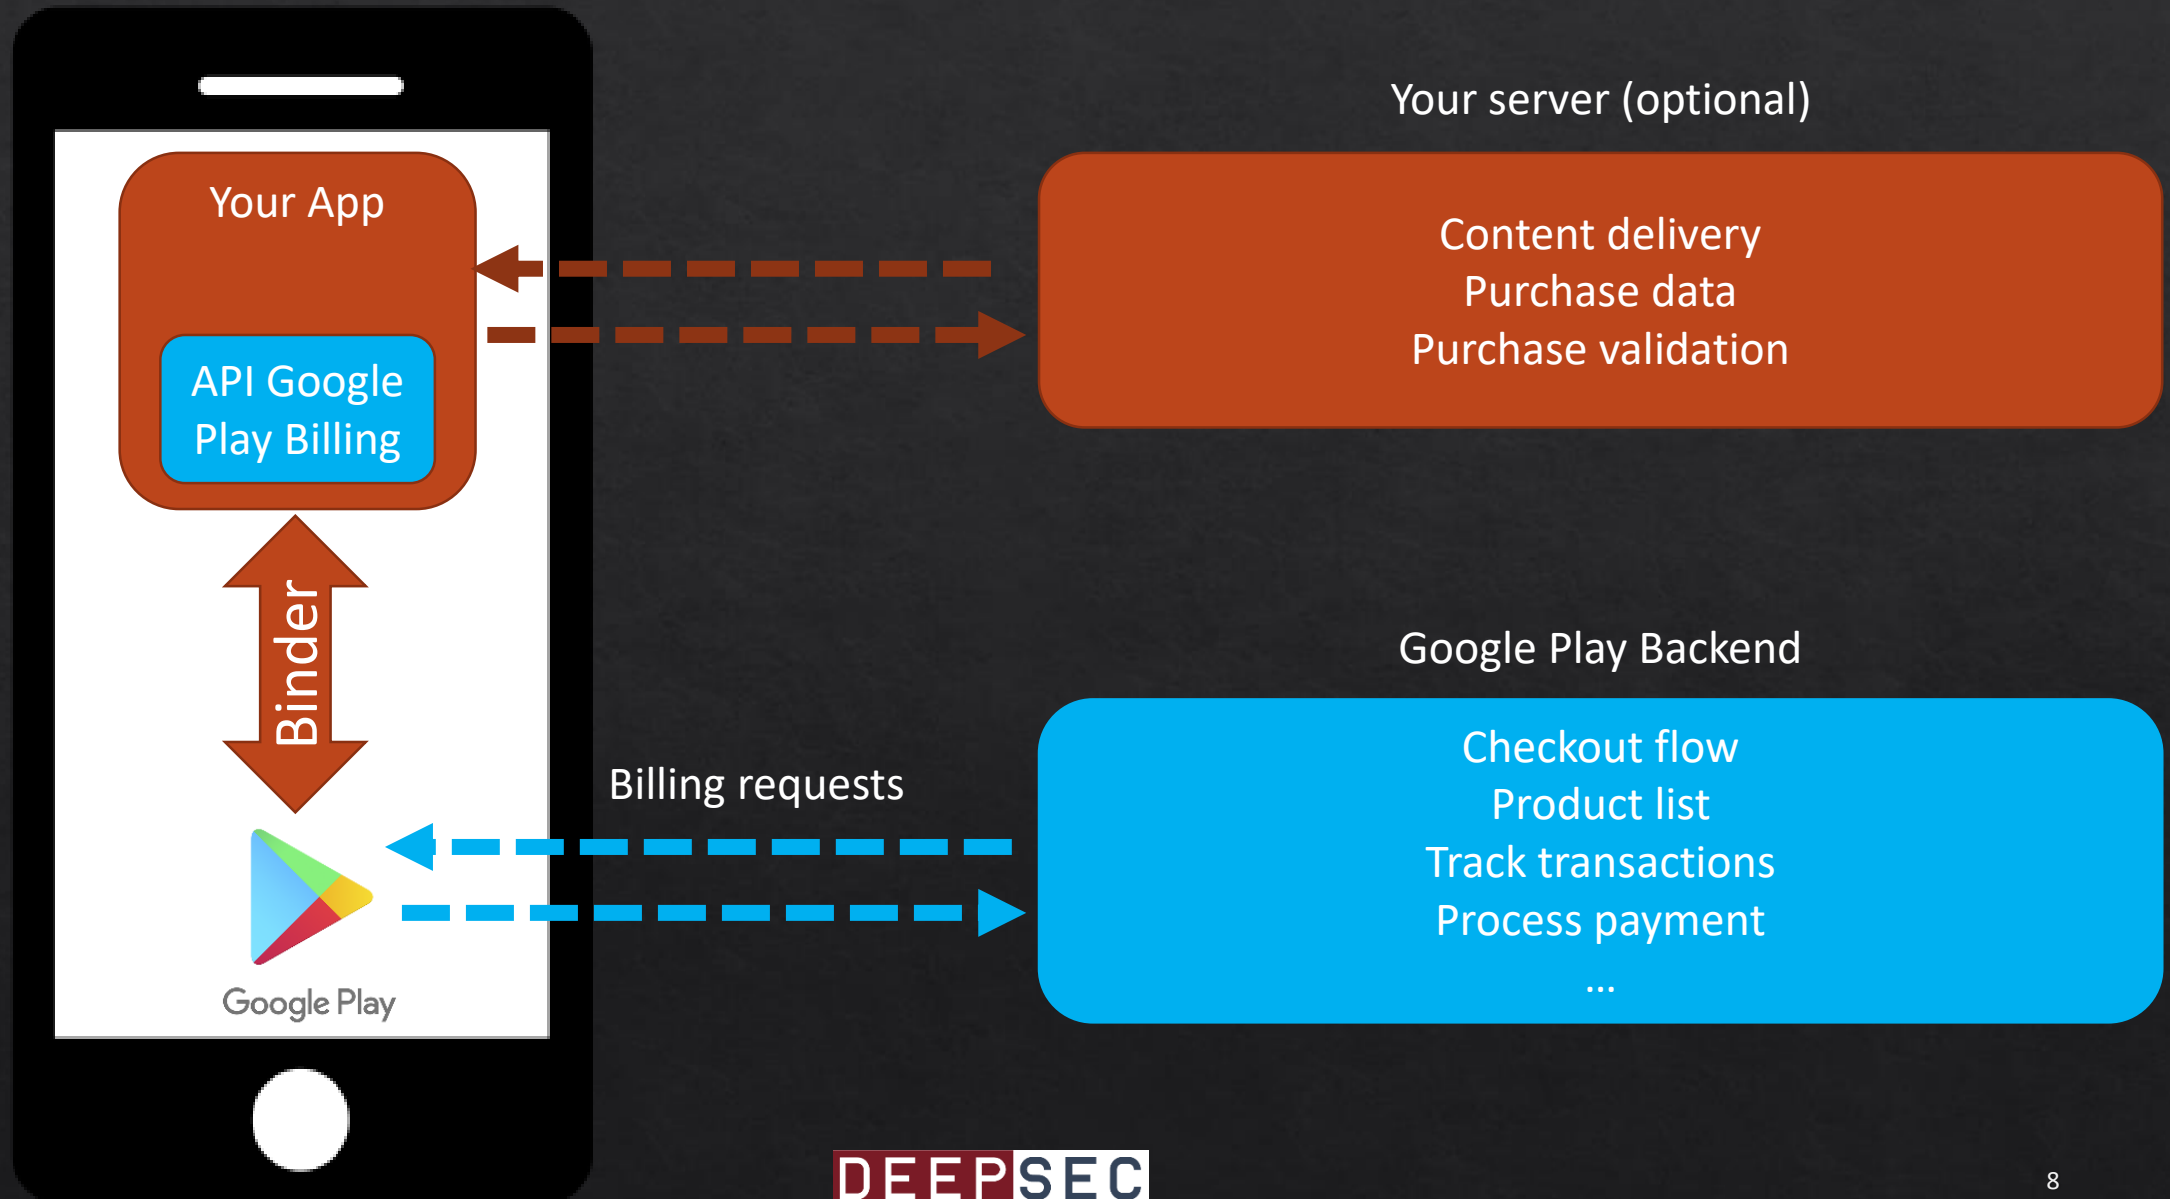 Your App
API Google
Play Billing
Binder
Google Play
Your server (optional)
Content delivery
Purchase data
Purchase validation
Billing requests
Google Play Backend
Checkout flow
Product list
Track transactions
Process payment
...
DEEPSEC
8